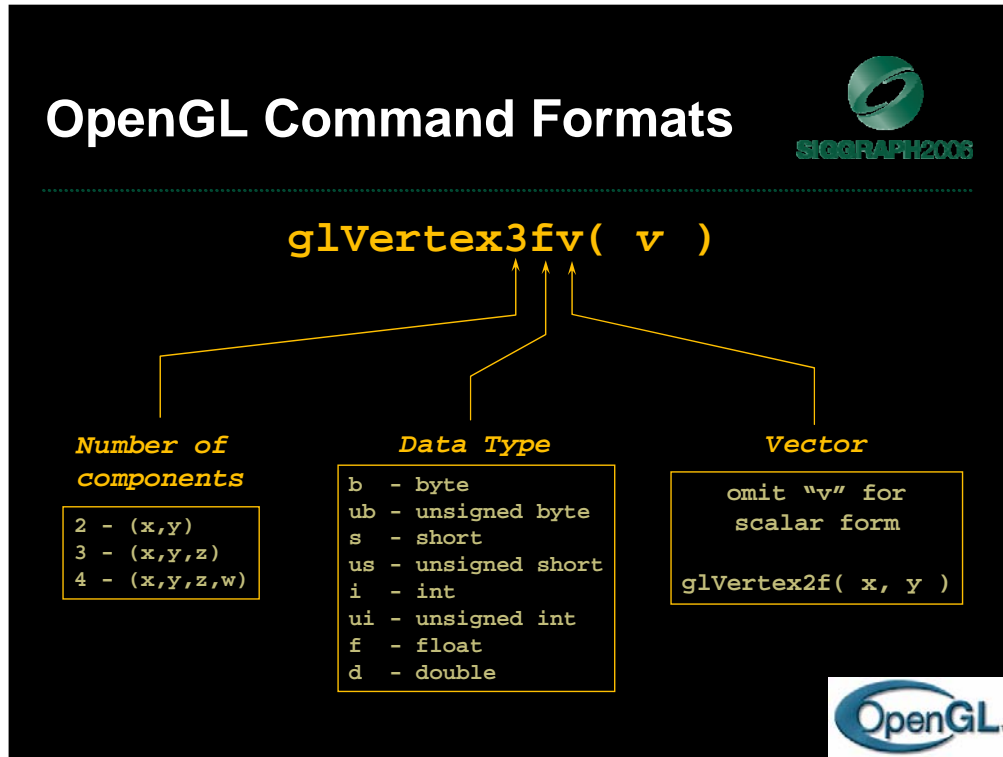 OpenGL Command Formats
SIGGRAPH2006
glVertex3fv( v )
Number of
components
2 - (x,y)
3 - (x,y,z)
4 - (x,y,z,w)
Data Type
b - byte
ub - unsigned byte
s - short
us - unsigned short
i - int
ui - unsigned int
f - float
d - double
Vector
omit “v” for
scalar form
glVertex2f( x, y )
OpenGL.